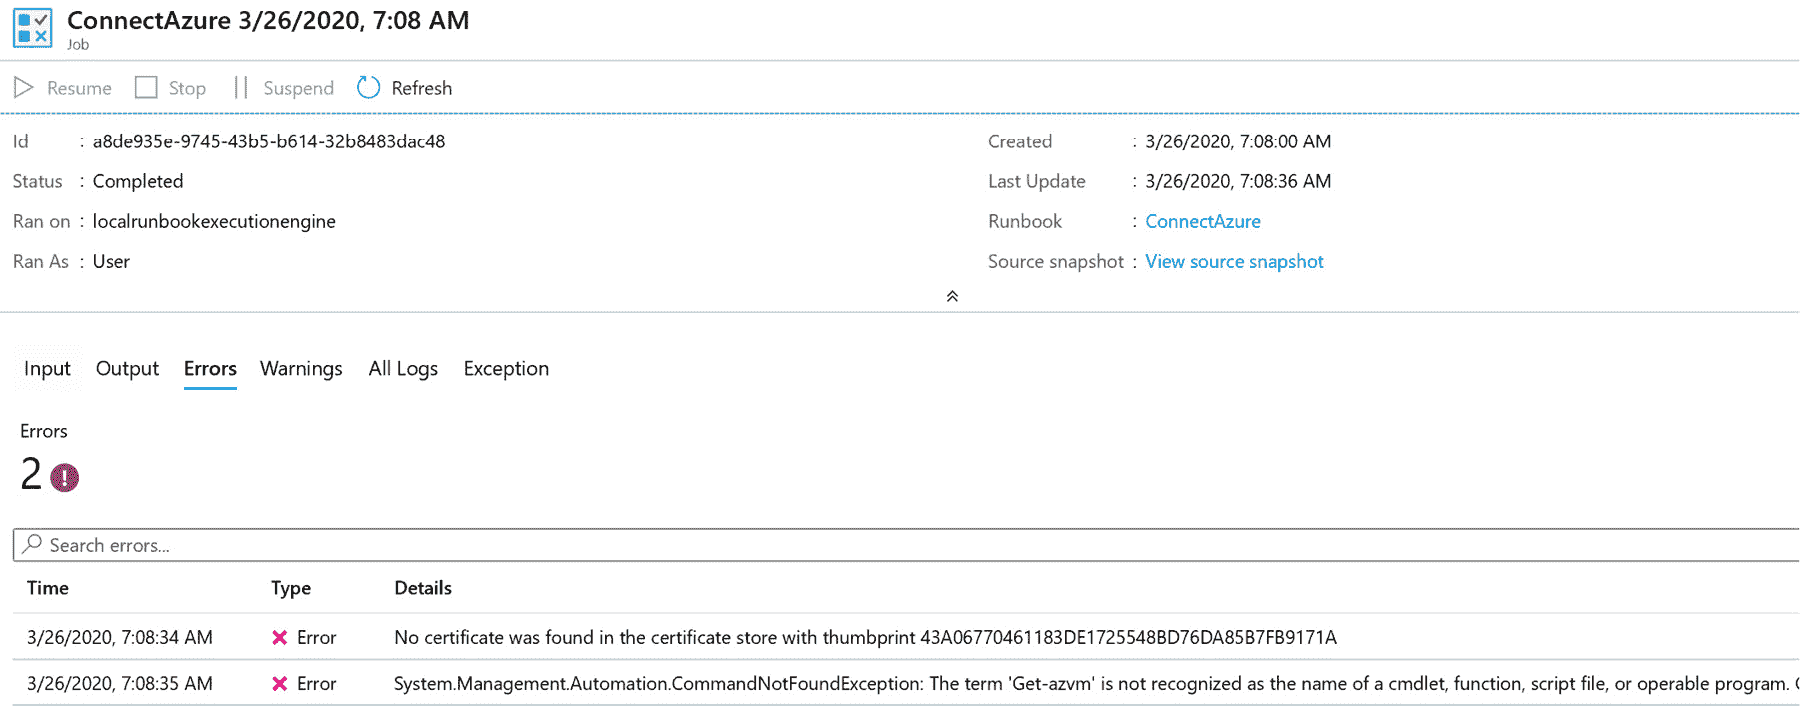 ConnectAzure 3/26/2020, 7:08 AM
Job
Resume Stop Suspend Refresh
Id : a8de935e-9745-43b5-b614-32b8483dac48
Created : 3/26/2020, 7:08:00 AM
Status : Completed
Last Update : 3/26/2020, 7:08:36 AM
Ran on : localrunbookexecutionengine
Runbook : ConnectAzure
Ran As : User
Source snapshot : View source snapshot
Input Output Errors Warnings All Logs Exception
Errors
2
Search errors...
Time Type Details
3/26/2020, 7:08:34 AM Error No certificate was found in the certificate store with thumbprint 43A06770461183DE1725548BD76DA85B7FB9171A
3/26/2020, 7:08:35 AM Error System.Management.Automation.CommandNotFoundException: The term 'Get-azvm' is not recognized as the name of a cmdlet, function, script file, or operable program.